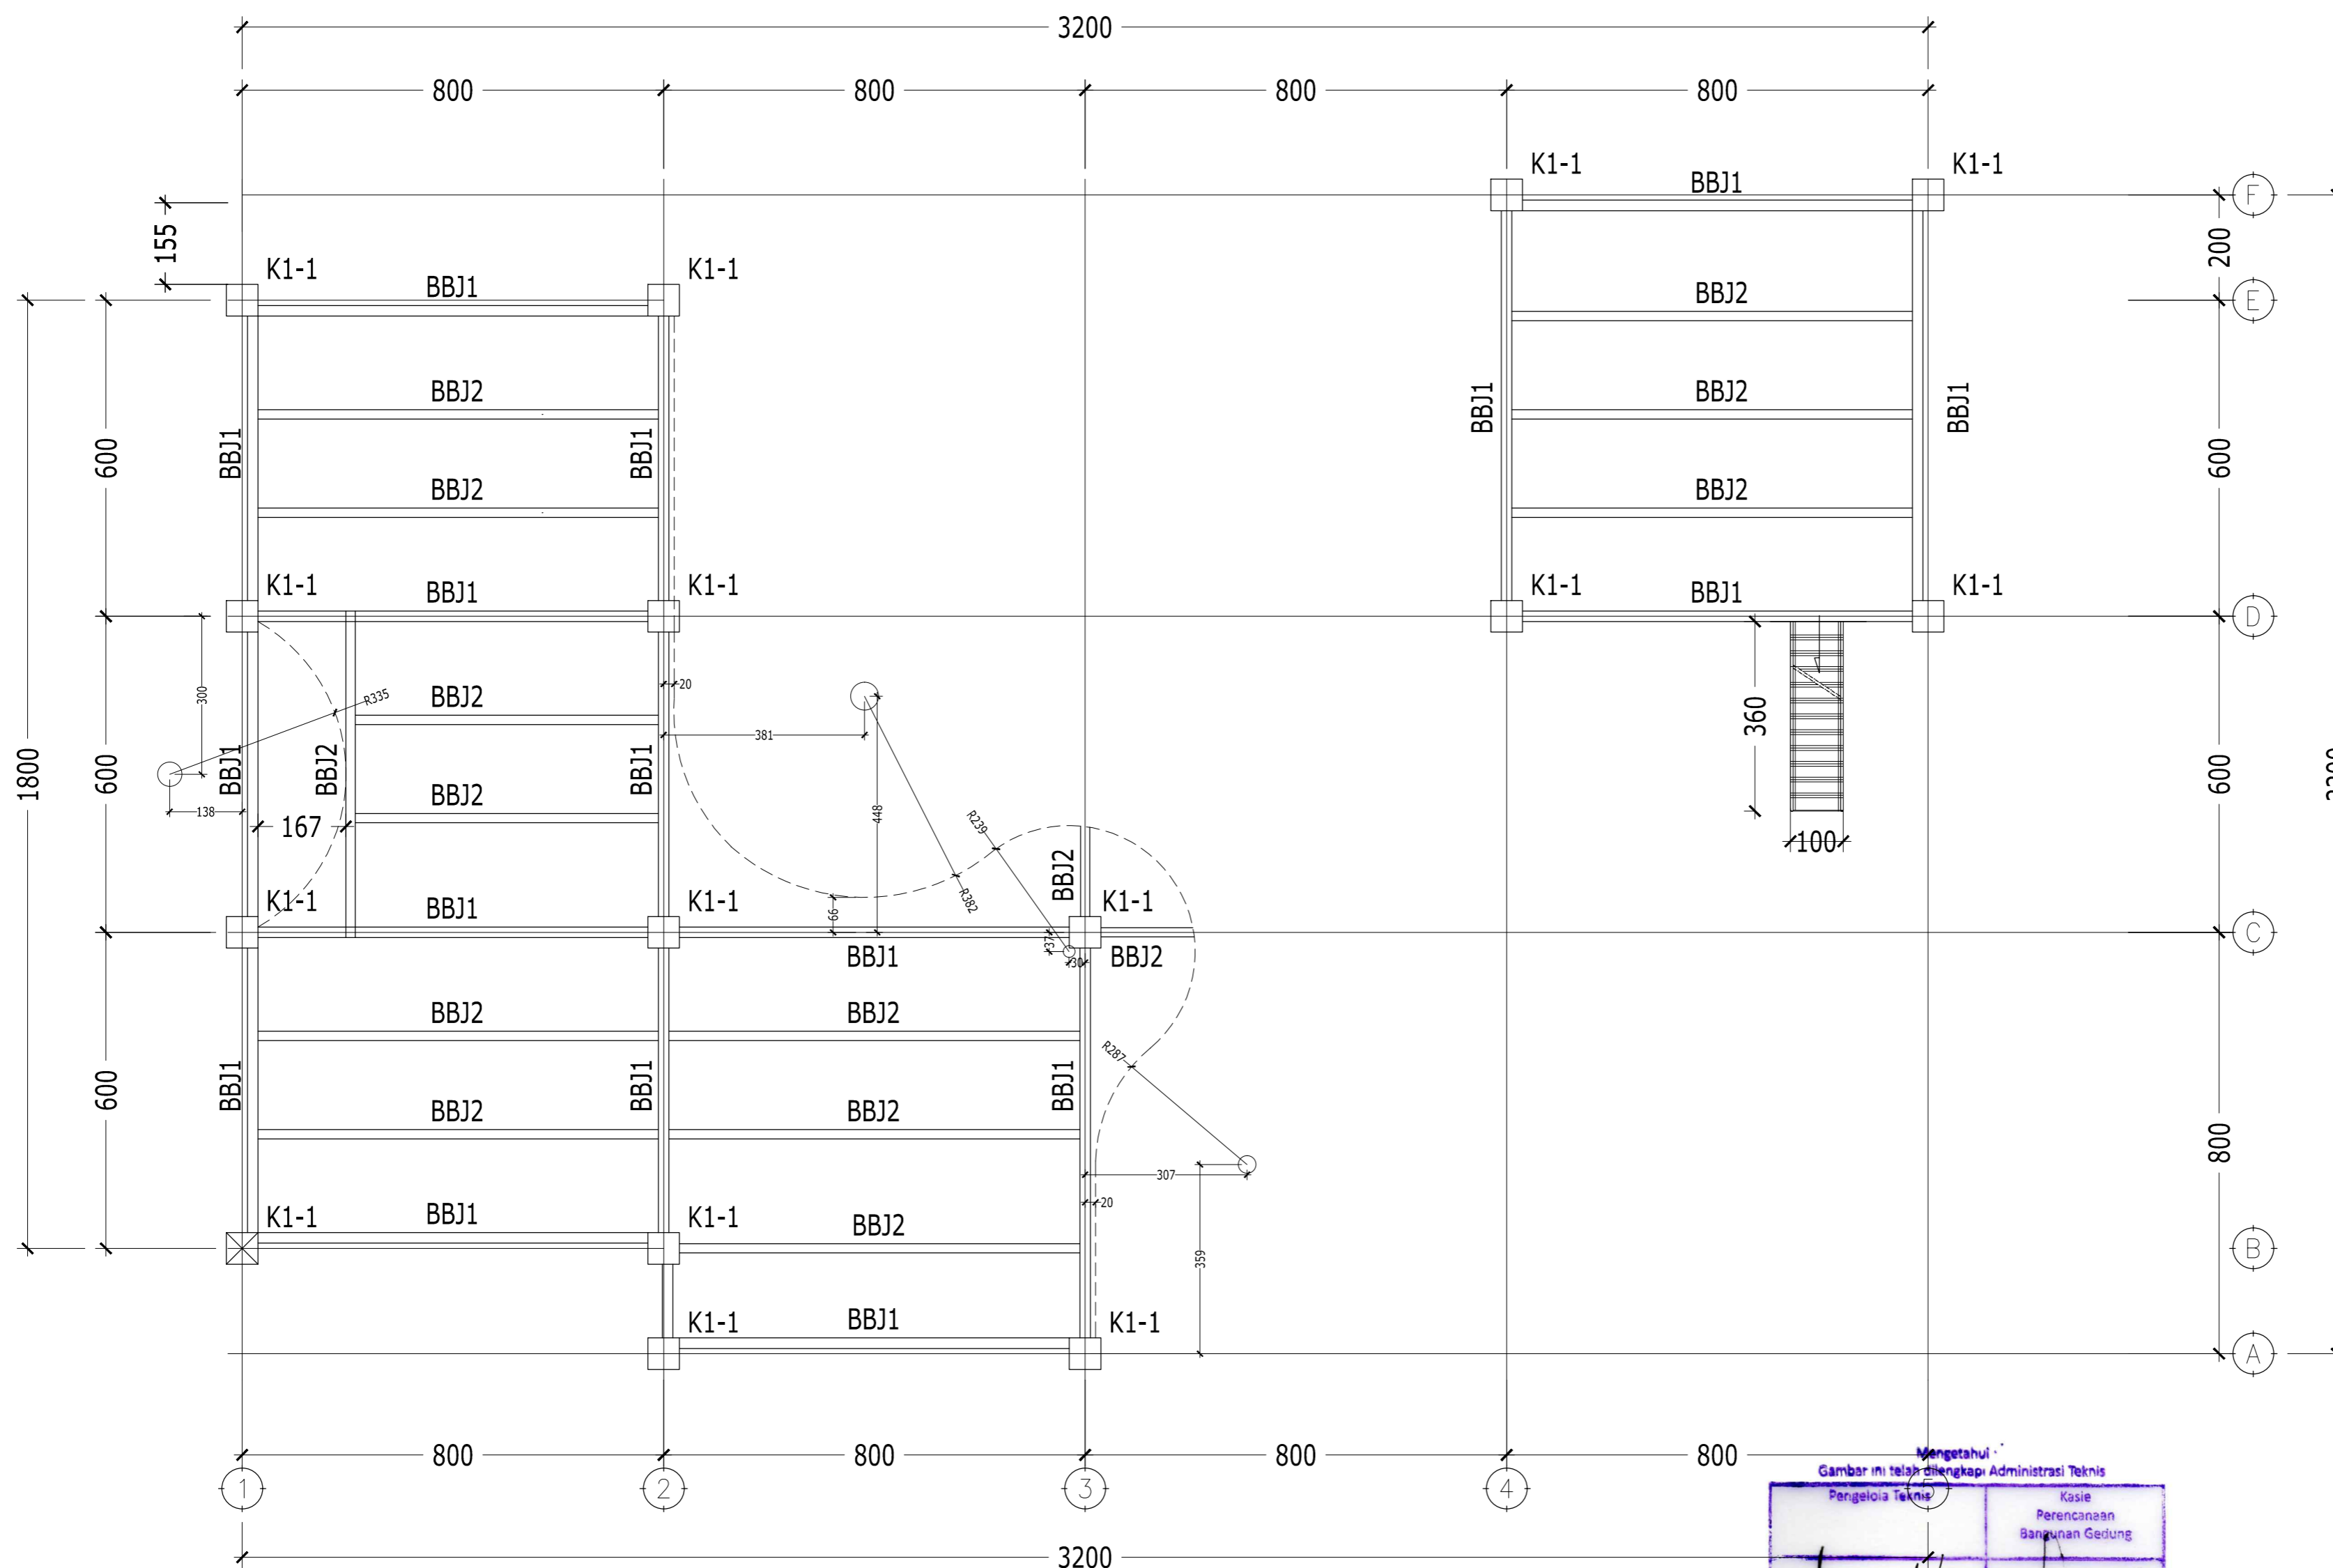 3200
800 800 800 800
K1-1 BBJ1 K1-1
F
155
200
K1-1 BBJ1 K1-1
BBJ2
E
BBJ2 BBJ2
600 BBJ1 BBJ1 BBJ1 BBJ1 600
BBJ2 BBJ2
K1-1 BBJ1 K1-1 K1-1 BBJ1 K1-1
D
300 R335 BBJ2 20
360
381
1800 600 BBJ1 BBJ2 BBJ1 600
138 BBJ2 448 R239
167 100
BBJ2
K1-1 BBJ1 K1-1 66 R382 K1-1
C
37
BBJ1 30 BBJ2
BBJ2 BBJ2
R287
600 BBJ1 BBJ1 BBJ1
BBJ2 BBJ2 800
307
20
K1-1 BBJ1 K1-1 BBJ2
359
B
K1-1 BBJ1 K1-1
A
800 800 800 800
Mengetahui
Gambar ini telah dilengkapi Administrasi Teknis
1 2 3 4 5
Pengelola Teknis Kasie
Perencanaan
Bangunan Gedung
3200